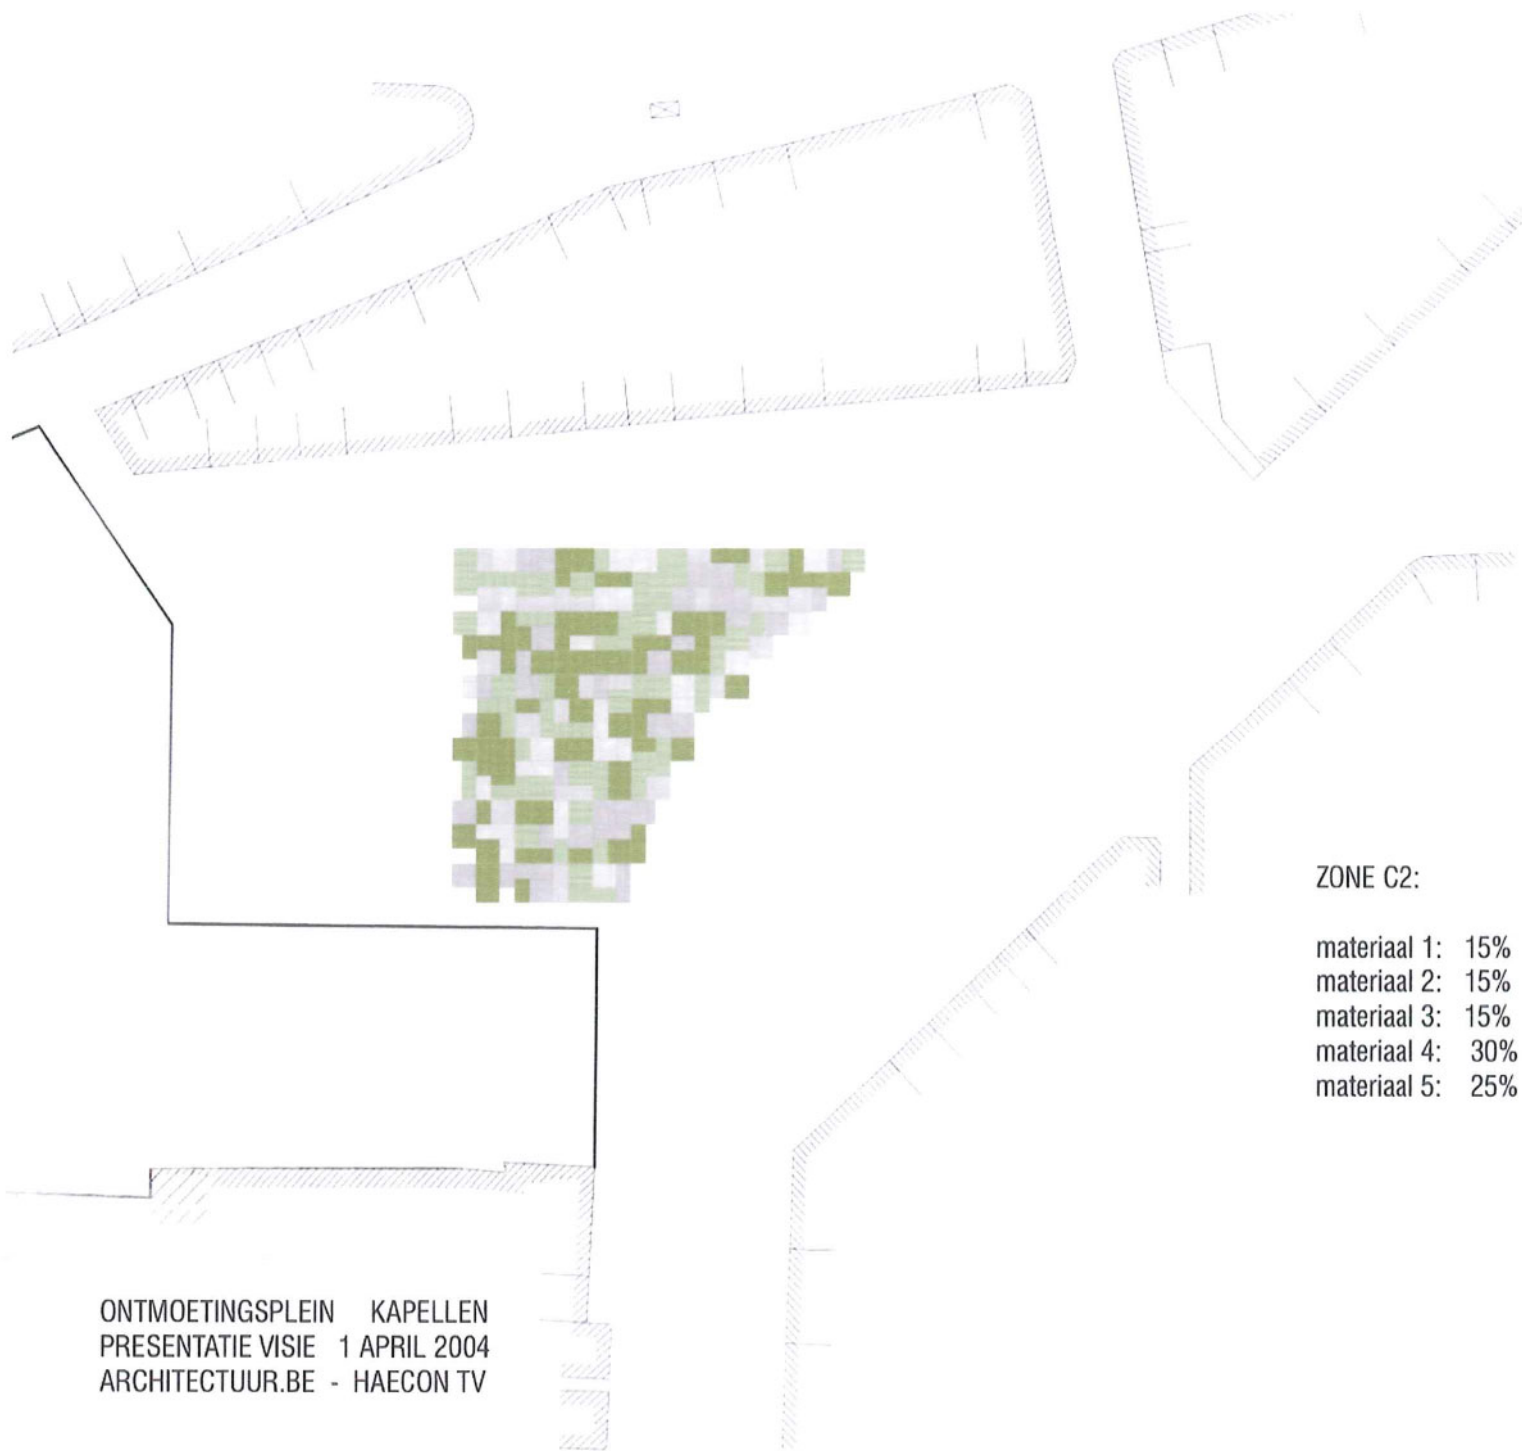 ZONE C2:
materiaal 1: 15%
materiaal 2: 15%
materiaal 3: 15%
materiaal 4: 30%
materiaal 5: 25%
ONTMOETINGSPLEIN KAPELLEN
PRESENTATIE VISIE 1 APRIL 2004
ARCHITECTUUR.BE - HAECON TV